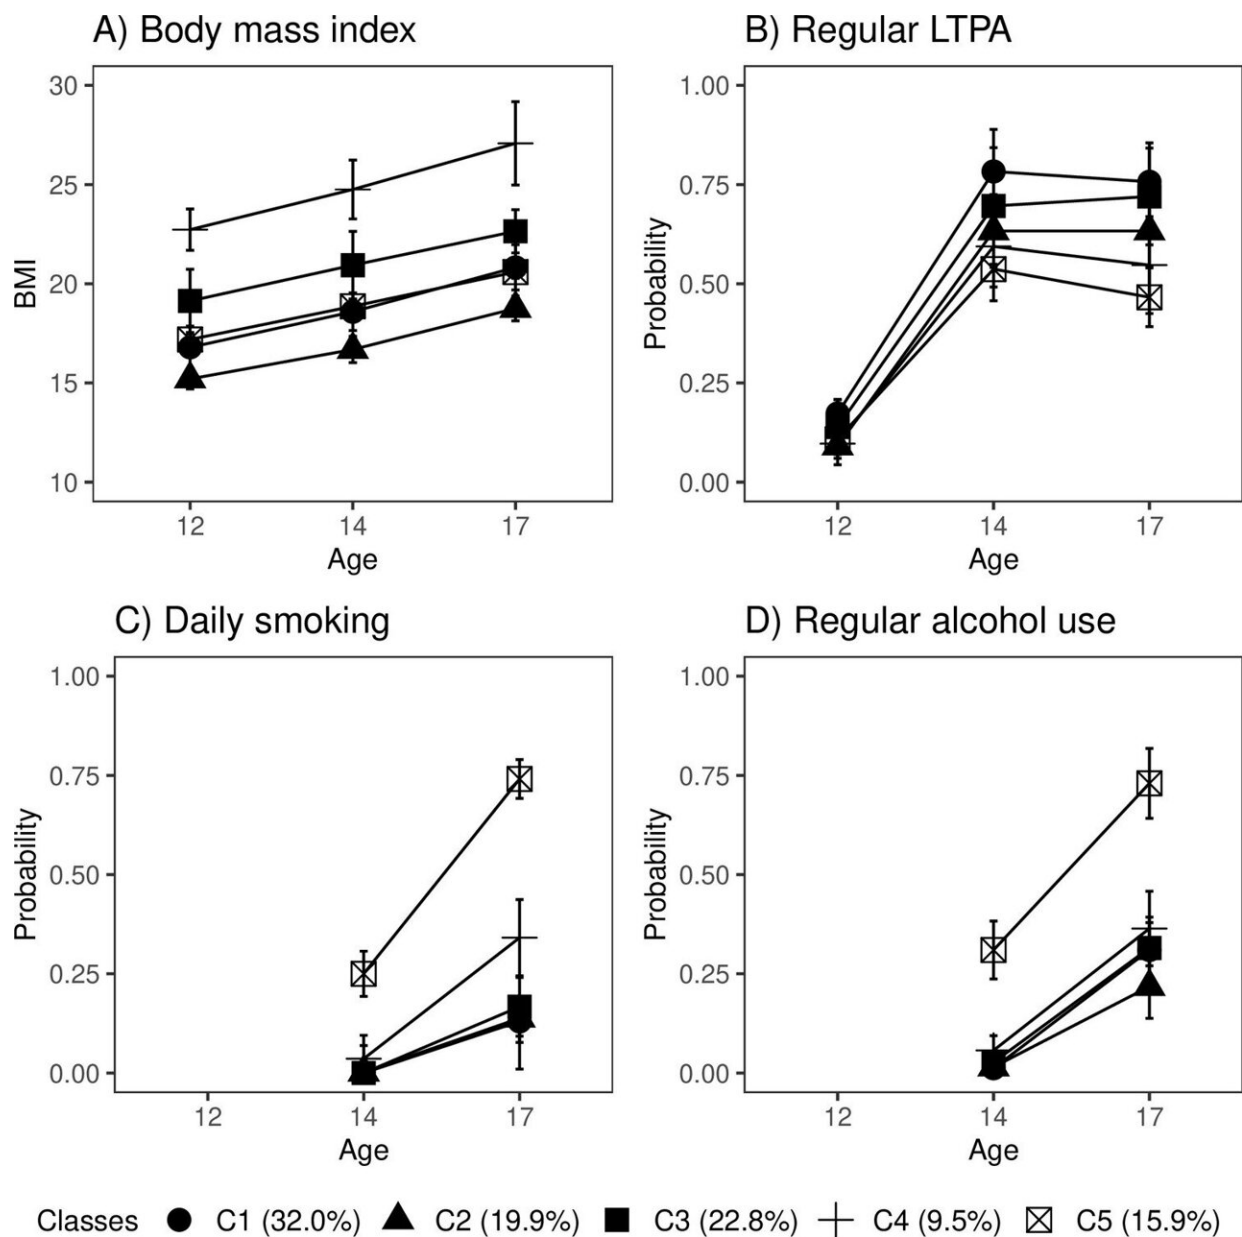 A) Body mass index
B) Regular LTPA
30
25
20
15
10
BMI
12
14
17
Age
1.00
0.75
0.50
0.25
0.00
Probability
12
14
17
Age
C) Daily smoking
D) Regular alcohol use
1.00
0.75
0.50
0.25
0.00
Probability
12
14
17
Age
1.00
0.75
0.50
0.25
0.00
Probability
12
14
17
Age
Classes C1 (32.0%) C2 (19.9%) C3 (22.8%) C4 (9.5%) C5 (15.9%)